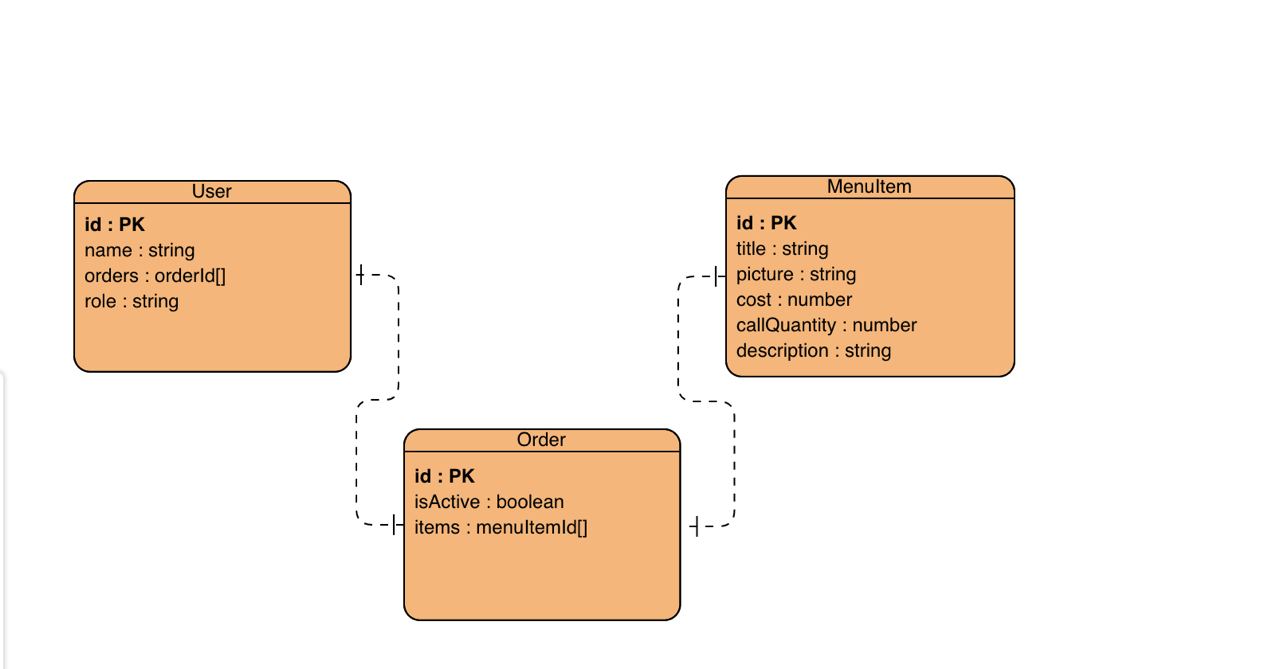 User
id : PK
name : string
orders : orderId[]
role : string
MenuItem
id : PK
title : string
picture : string
cost : number
callQuantity : number
description : string
Order
id : PK
isActive : boolean
items : menuItemId[]